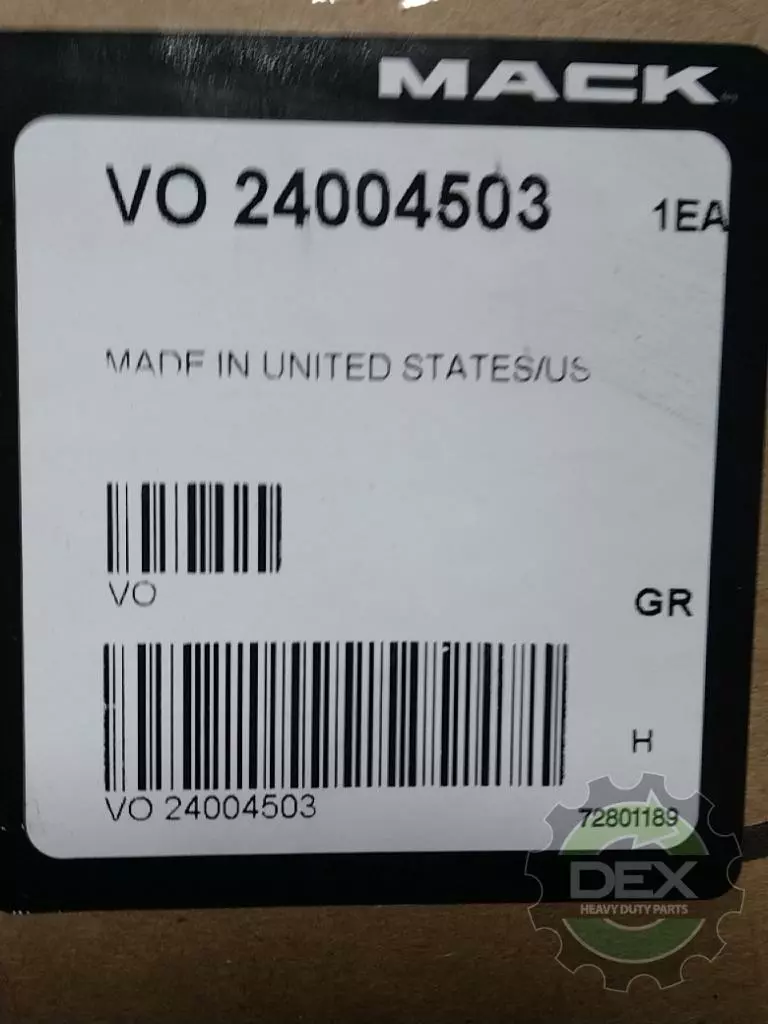 MACK
VO 24004503 1EA
MADE IN UNITED STATES/US
VO
GR
H
VO 24004503
72801189
DEX
HEAVY DUTY PARTS